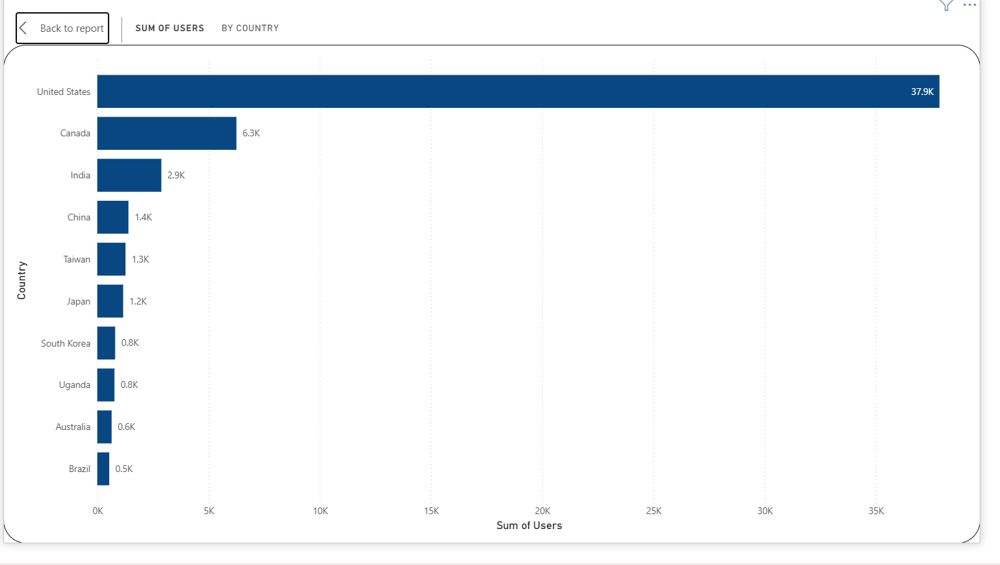 Back to report
SUM OF USERS BY COUNTRY
United States 37.9K
Canada 6.3K
India 2.9K
China 1.4K
Taiwan 1.3K
Japan 1.2K
South Korea 0.8K
Uganda 0.8K
Australia 0.6K
Brazil 0.5K
Country
0K 5K 10K 15K 20K 25K 30K 35K
Sum of Users